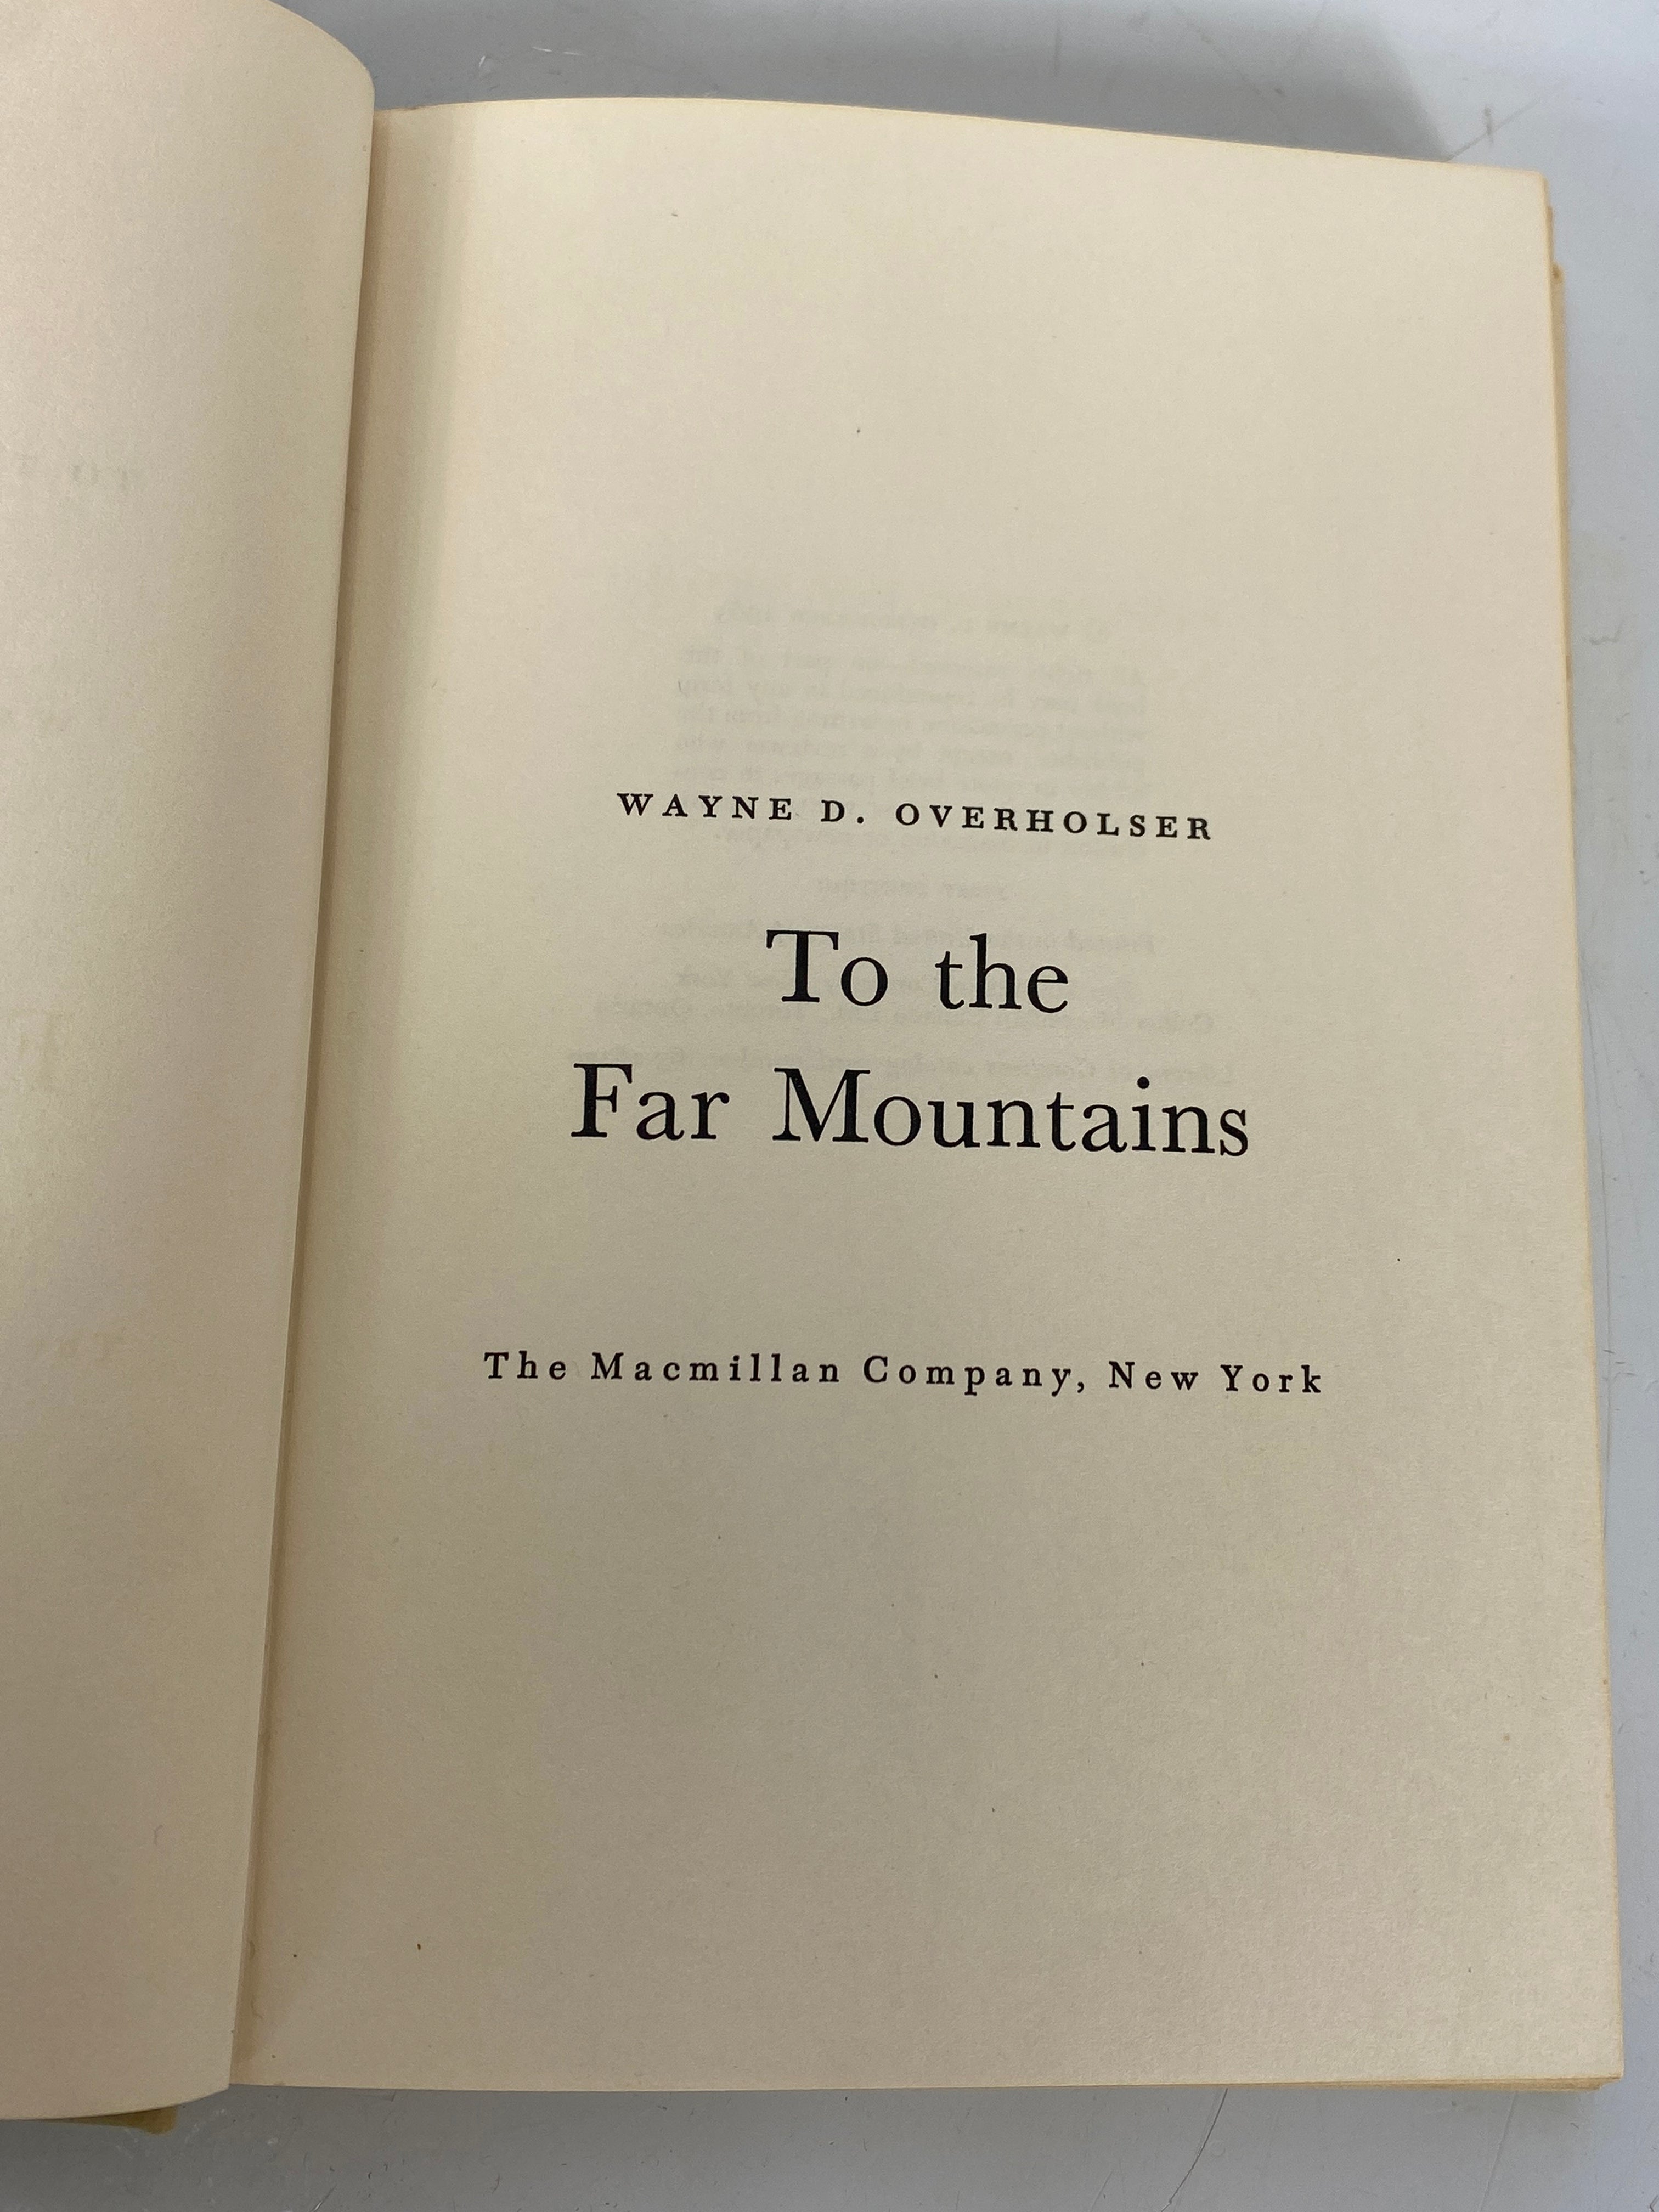 WAYNE D. OVERHOLSER
To the
Far Mountains
The Macmillan Company, New York